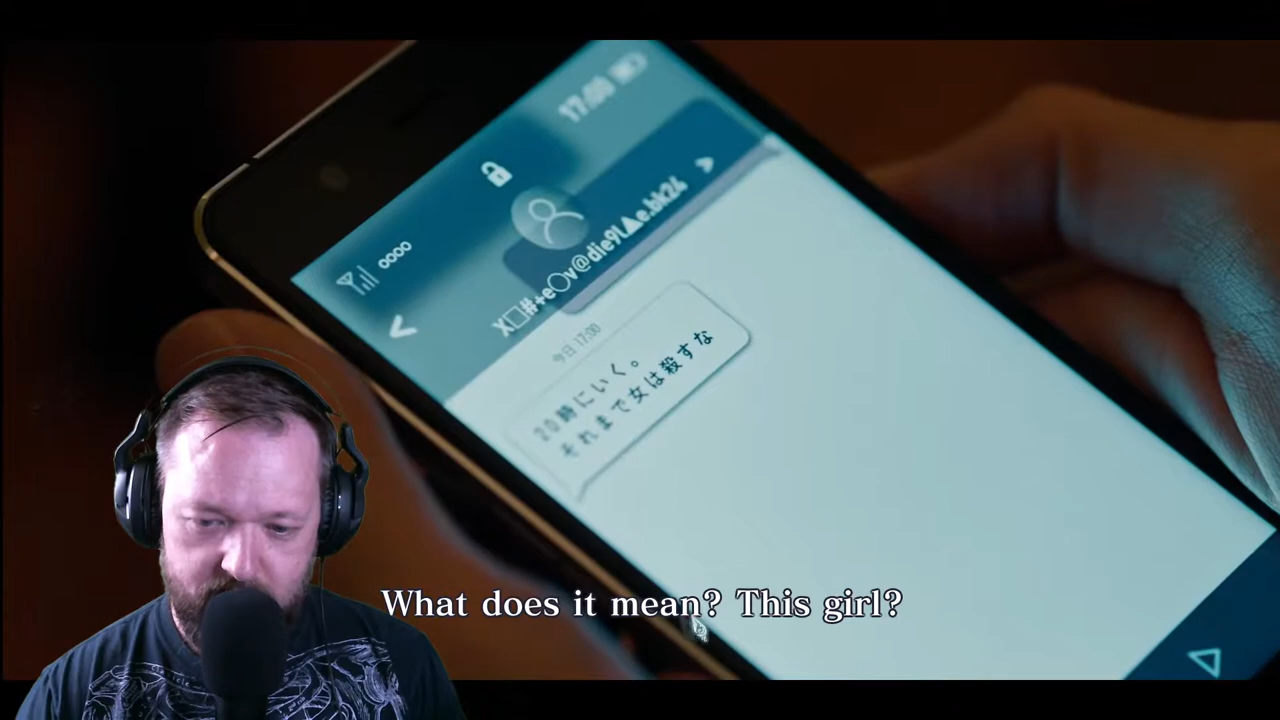 17:00
X□#+e◯v@die9l▲e.bk26
今日 17:00
20時にいく。
それまで女は殺すな
What does it mean? This girl?